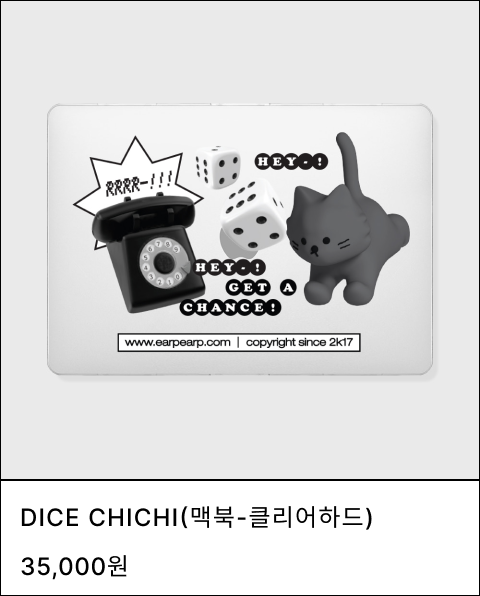 RRRR-!!!
HEY-!
HEY-!
GET A
CHANCE!
www.earpearp.com | copyright since 2k17
DICE CHICHI(맥북-클리어하드)
35,000원